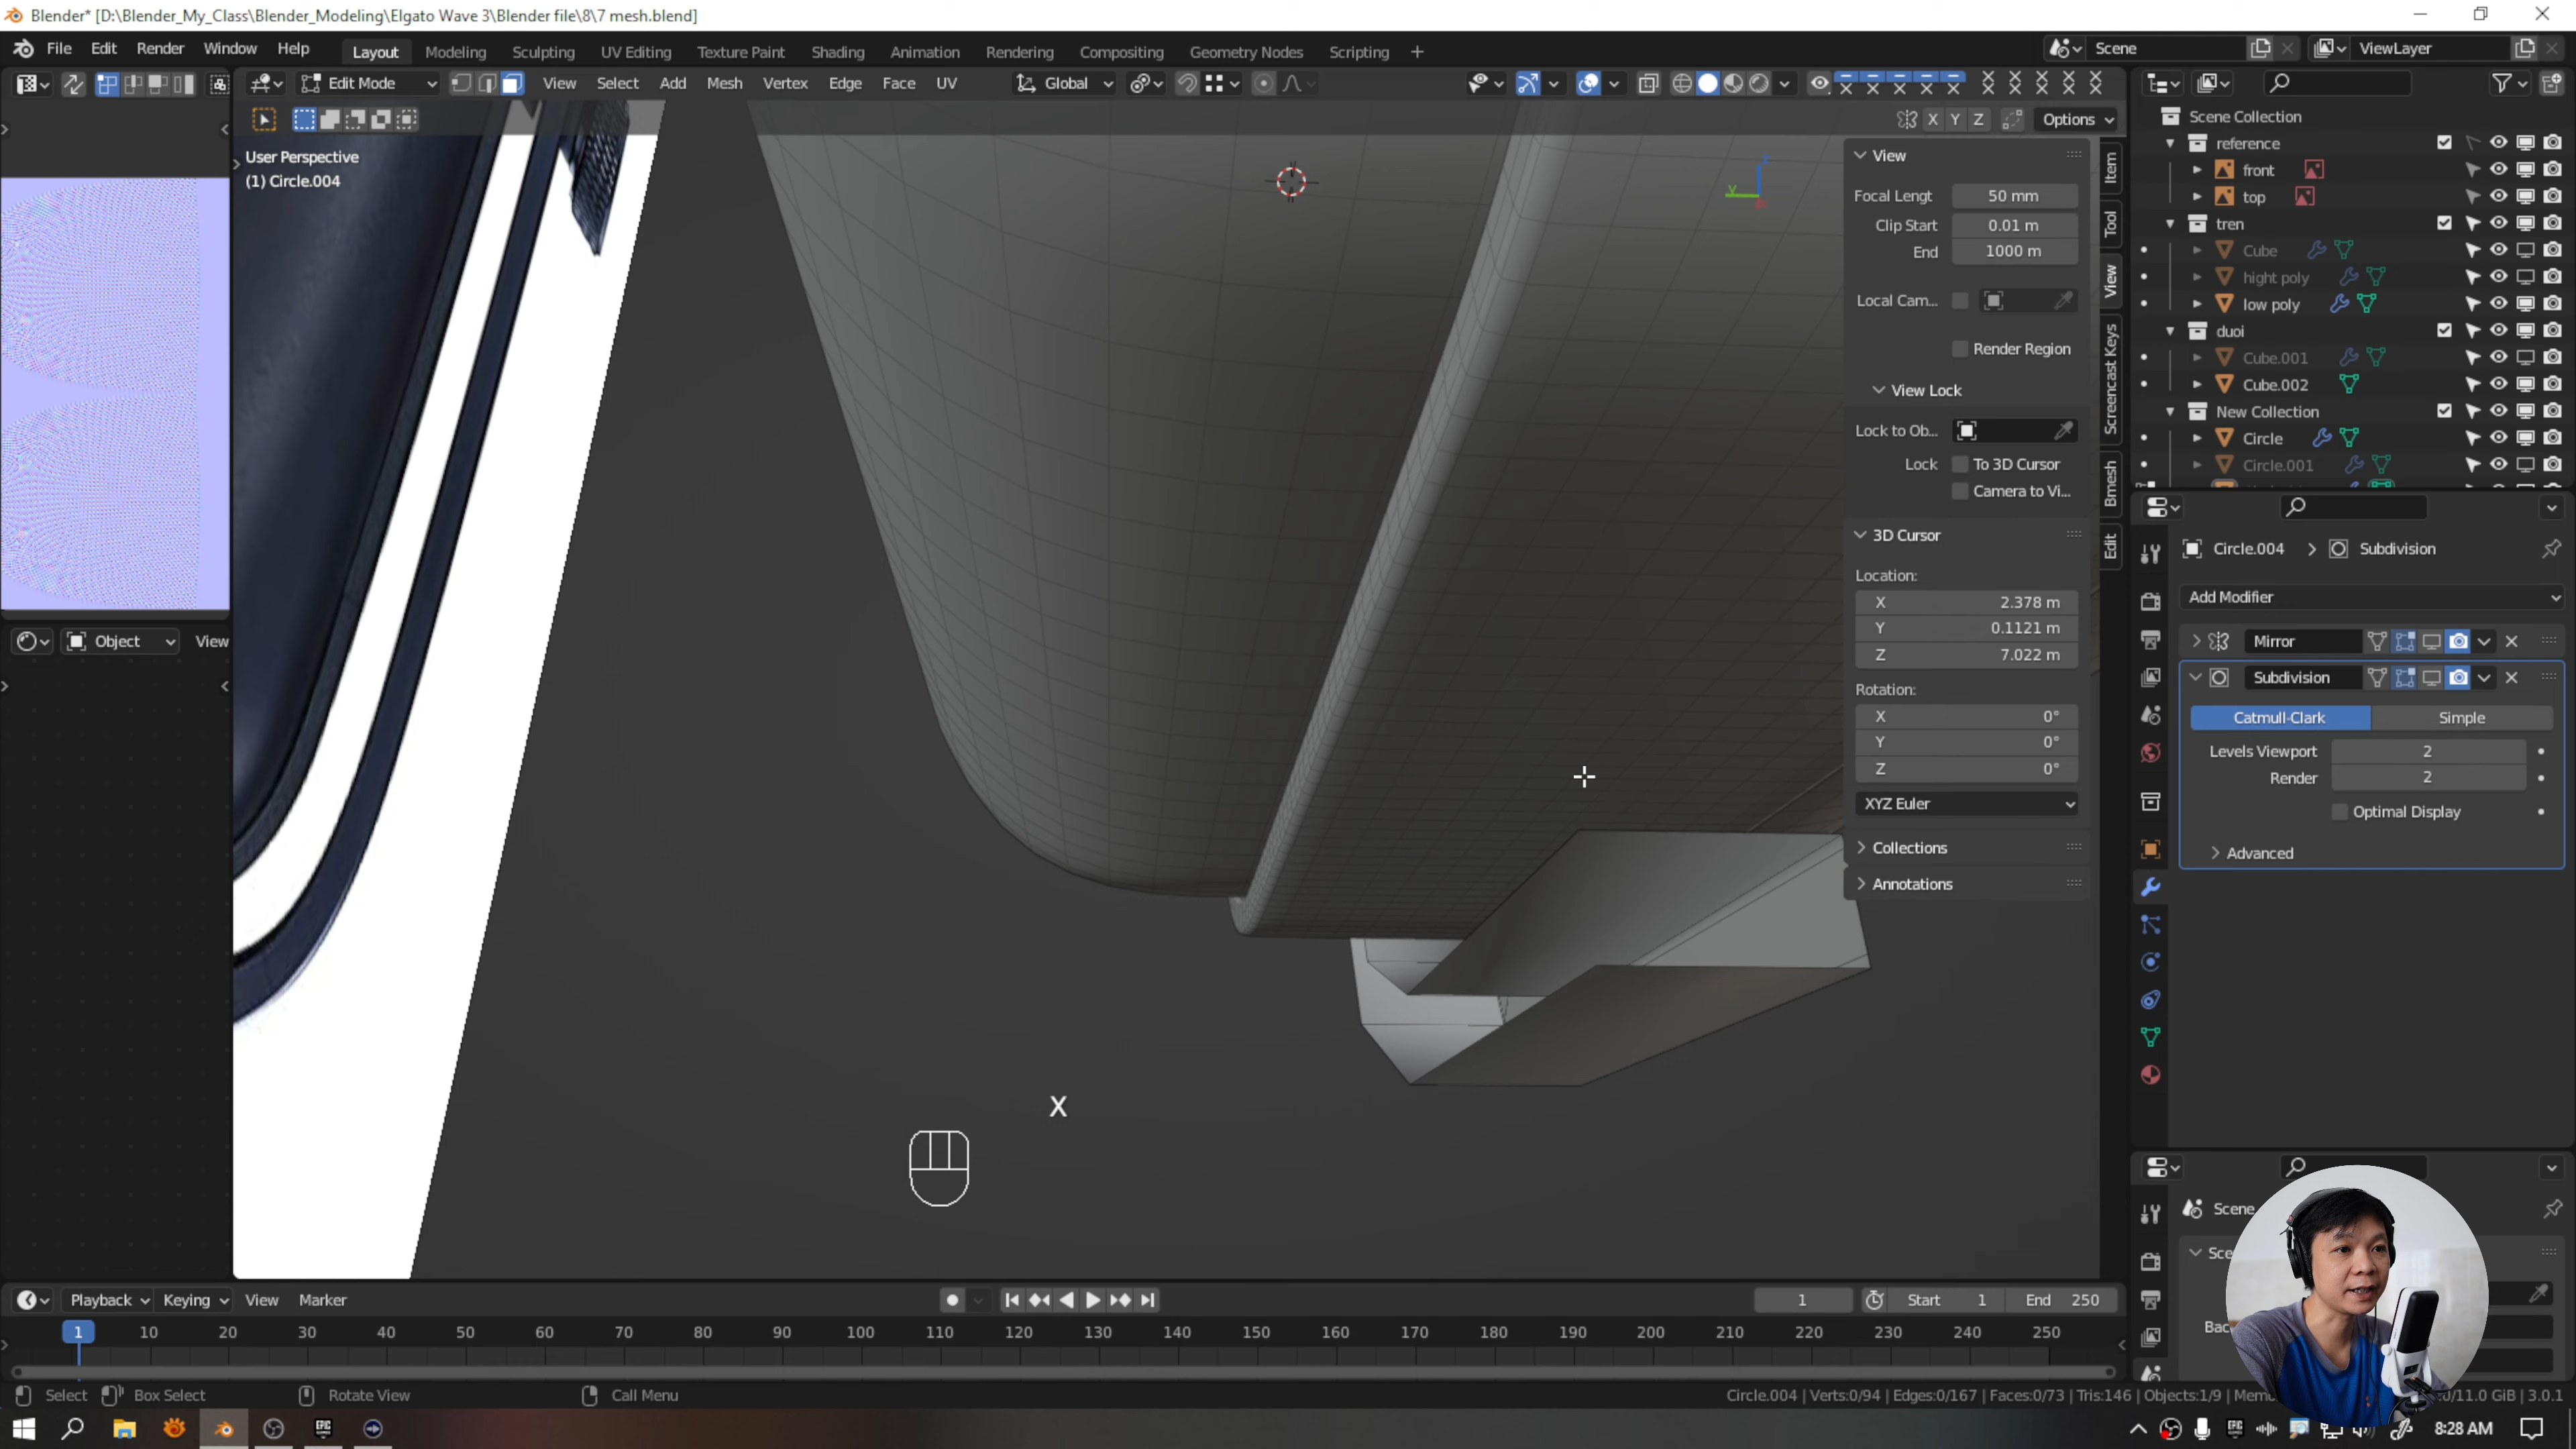 Blender* [D:\Blender_My_Class\Blender_Modeling\Elgato Wave 3\Blender file\8\7 mesh.blend]
File Edit Render Window Help Layout Modeling Sculpting UV Editing Texture Paint Shading Animation Rendering Compositing Geometry Nodes Scripting + Scene ViewLayer
Edit Mode View Select Add Mesh Vertex Edge Face UV Global
X Y Z Options
User Perspective
(1) Circle.004
View
Focal Lengt 50 mm
Clip Start 0.01 m
End 1000 m
Local Cam...
Render Region
View Lock
Lock to Ob...
Lock To 3D Cursor
Camera to Vi...
3D Cursor
Location:
X 2.378 m
Y 0.1121 m
Z 7.022 m
Rotation:
X 0°
Y 0°
Z 0°
XYZ Euler
Collections
Annotations
Item
Tool
View
Screencast Keys
Bmesh
Edit
Scene Collection
reference
front
top
tren
Cube
hight poly
low poly
duoi
Cube.001
Cube.002
New Collection
Circle
Circle.001
Circle.004 > Subdivision
Add Modifier
Mirror
Subdivision
Catmull-Clark Simple
Levels Viewport 2
Render 2
Optimal Display
Advanced
Object View
Y
X
Scene
Sce
Bac
Playback Keying View Marker 1 Start 1 End 250
1 10 20 30 40 50 60 70 80 90 100 110 120 130 140 150 160 170 180 190 200 210 220 230 240 250
Select Box Select Rotate View Call Menu Circle.004 | Verts:0/94 | Edges:0/167 | Faces:0/73 | Tris:146 | Objects:1/9 | Mem /11.0 GiB | 3.0.1
8:28 AM